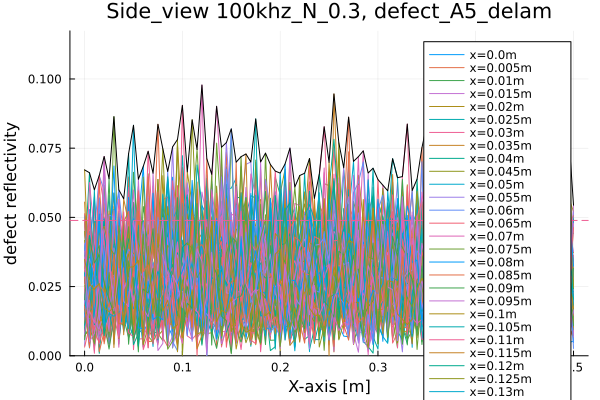 Side_view 100khz_N_0.3, defect_A5_delam
defect reflectivity
0.100
0.075
0.050
0.025
0.000
0.0
0.1
0.2
0.3
.5
X-axis [m]
x=0.0m
x=0.005m
x=0.01m
x=0.015m
x=0.02m
x=0.025m
x=0.03m
x=0.035m
x=0.04m
x=0.045m
x=0.05m
x=0.055m
x=0.06m
x=0.065m
x=0.07m
x=0.075m
x=0.08m
x=0.085m
x=0.09m
x=0.095m
x=0.1m
x=0.105m
x=0.11m
x=0.115m
x=0.12m
x=0.125m
x=0.13m